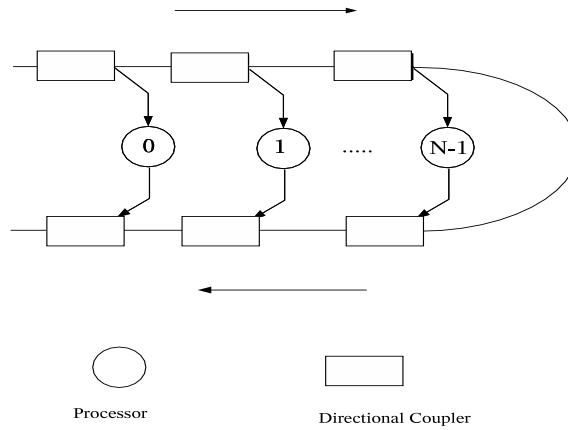 0 1 ..... N-1
Processor
Directional Coupler